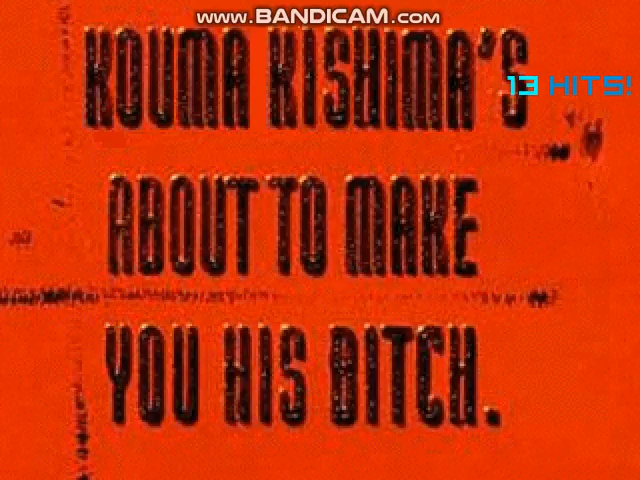 www.BANDICAM.com
KOUMA KISHIMA'S
13 HITS!
ABOUT TO MAKE
YOU HIS BITCH.